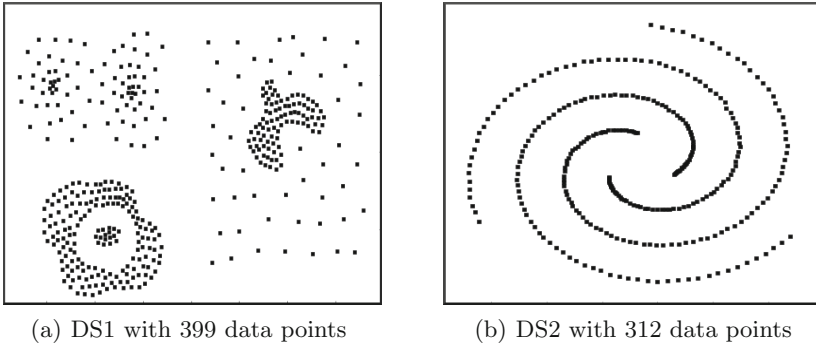 (a) DS1 with 399 data points
(b) DS2 with 312 data points